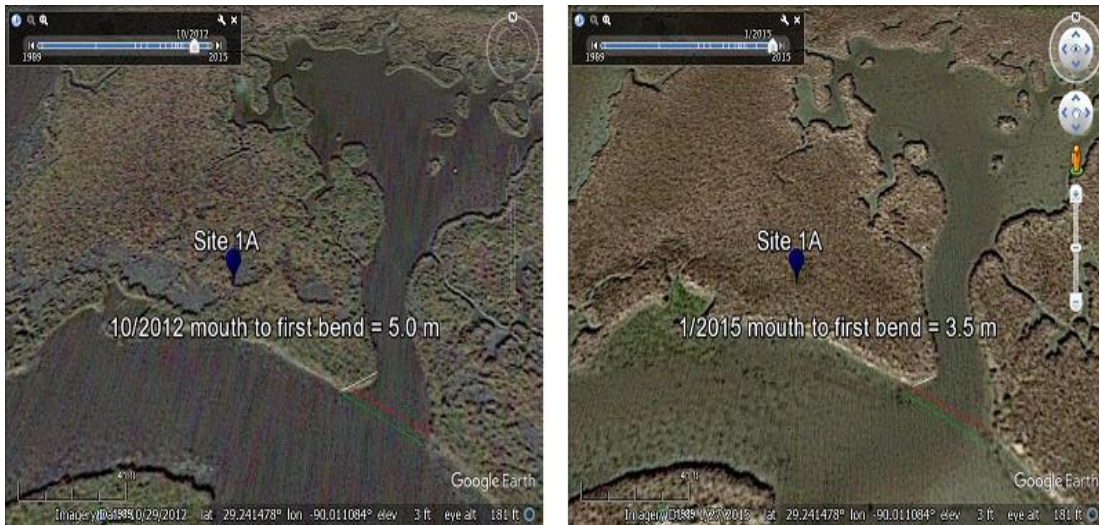 10/2012
1989
2015
N
Site 1A
10/2012 mouth to first bend = 5.0 m
Google Earth
10/29/2012 lat 29.241478° lon -90.011084° elev 3 ft eye alt 181 ft
1/2015
1989
2015
N
Site 1A
1/2015 mouth to first bend = 3.5 m
Google Earth
lat 29.241478° lon -90.011084° elev 3 ft eye alt 181 ft